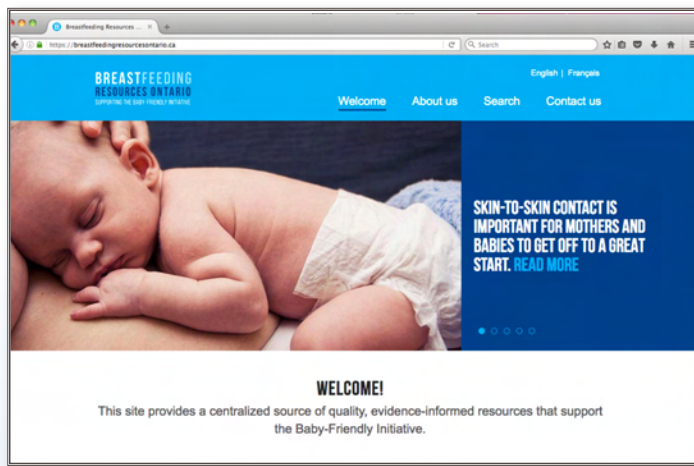 Breastfeeding Resources ...
https://breastfeedingresourcesontario.ca
Search
English | Français
BREASTFEEDING
RESOURCES ONTARIO
SUPPORTING THE BABY-FRIENDLY INITIATIVE
Welcome About us Search Contact us
SKIN-TO-SKIN CONTACT IS
IMPORTANT FOR MOTHERS AND
BABIES TO GET OFF TO A GREAT
START. READ MORE
WELCOME!
This site provides a centralized source of quality, evidence-informed resources that support
the Baby-Friendly Initiative.